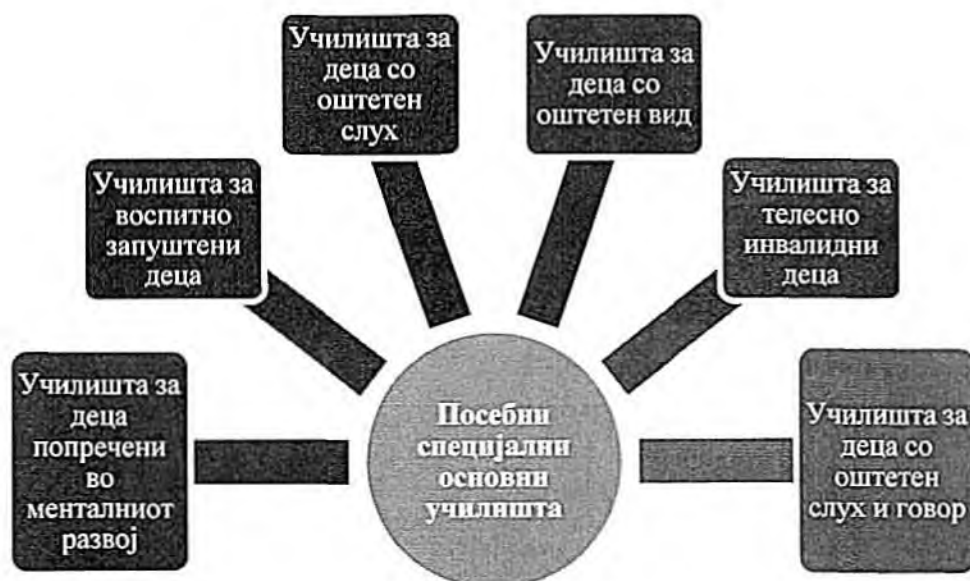 Училишта за
деца со
оштетен
слух
Училишта за
деца со
оштетен вид
Училишта за
воспитно
запуштени
деца
Училишта за
телесно
инвалидни
деца
Училишта за
деца
попречени
во
менталниот
развој
Посебни
специјални
основни
училишта
Училишта за
деца со
оштетен
слух и говор